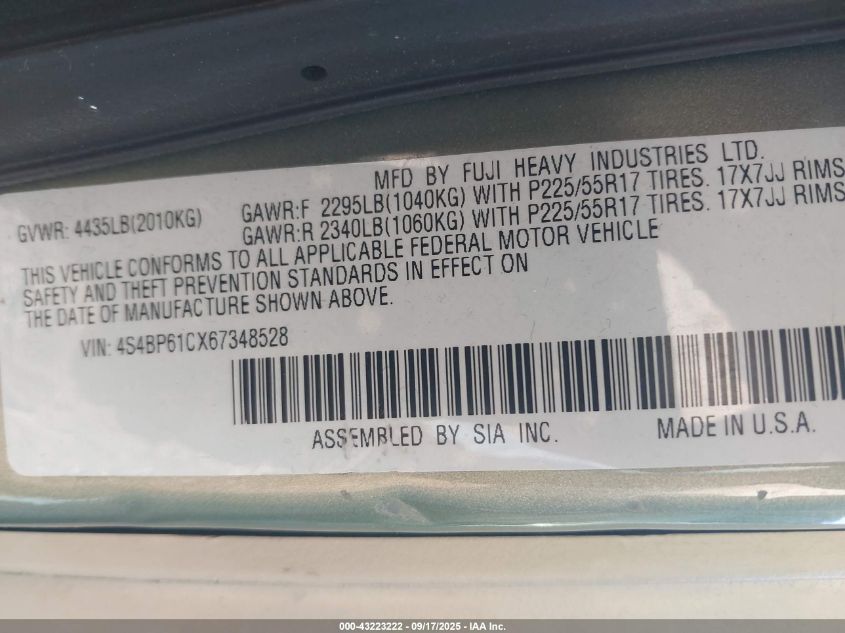 MFD BY FUJI HEAVY INDUSTRIES LTD.
GVWR: 4435LB(2010KG)
GAWR:F 2295LB(1040KG) WITH P225/55R17 TIRES. 17X7JJ RIMS
GAWR:R 2340LB(1060KG) WITH P225/55R17 TIRES. 17X7JJ RIMS
THIS VEHICLE CONFORMS TO ALL APPLICABLE FEDERAL MOTOR VEHICLE
SAFETY AND THEFT PREVENTION STANDARDS IN EFFECT ON
THE DATE OF MANUFACTURE SHOWN ABOVE.
VIN: 4S4BP61CX67348528
ASSEMBLED BY SIA INC.
MADE IN U.S.A.
000-43223222 - 09/17/2025 - IAA Inc.